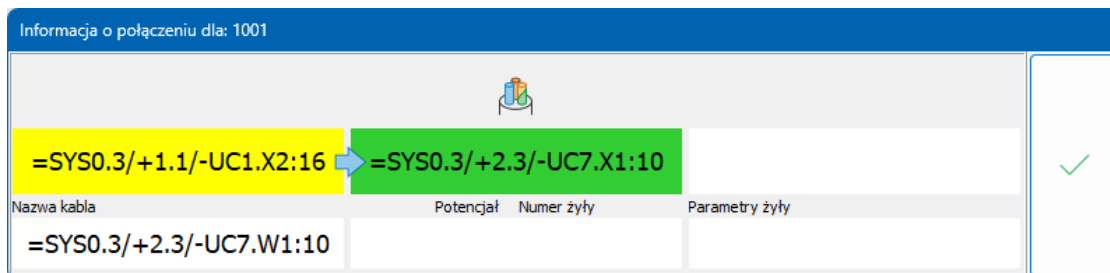 Informacja o połączeniu dla: 1001
=SYS0.3/+1.1/-UC1.X2:16 =SYS0.3/+2.3/-UC7.X1:10
Nazwa kabla Potencjał Numer żyły Parametry żyły
=SYS0.3/+2.3/-UC7.W1:10